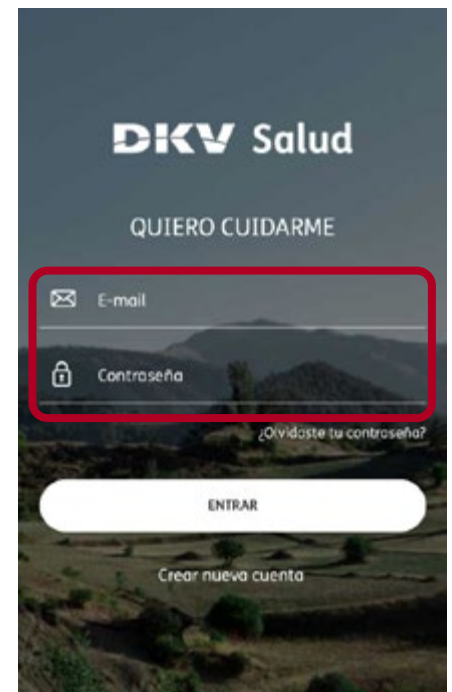 DKV Salud
QUIERO CUIDARME
E-mail
Contraseña
¿Olvidaste tu contraseña?
ENTRAR
Crear nueva cuenta